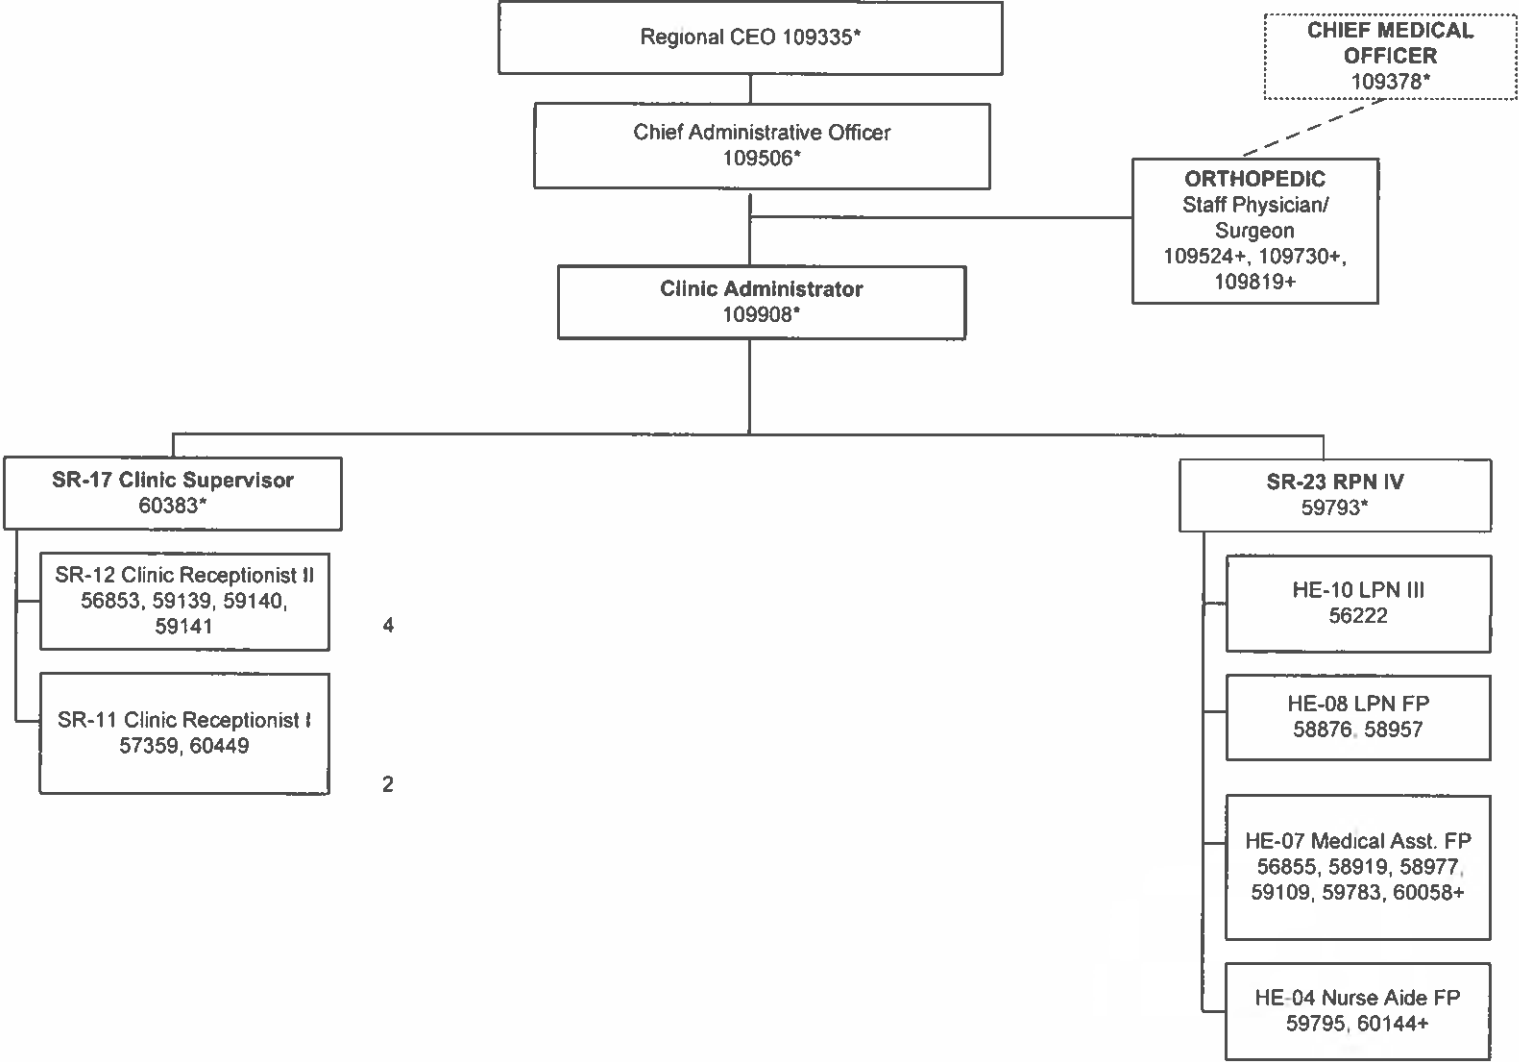 Regional CEO 109335*
CHIEF MEDICAL
OFFICER
109378*
Chief Administrative Officer
109506*
ORTHOPEDIC
Staff Physician/
Surgeon
109524+, 109730+,
109819+
Clinic Administrator
109908*
SR-17 Clinic Supervisor
60383*
SR-12 Clinic Receptionist II
56853, 59139, 59140,
59141
4
SR-11 Clinic Receptionist I
57359, 60449
2
SR-23 RPN IV
59793*
HE-10 LPN III
56222
HE-08 LPN FP
58876, 58957
HE-07 Medical Asst. FP
56855, 58919, 58977,
59109, 59783, 60058+
HE-04 Nurse Aide FP
59795, 60144+